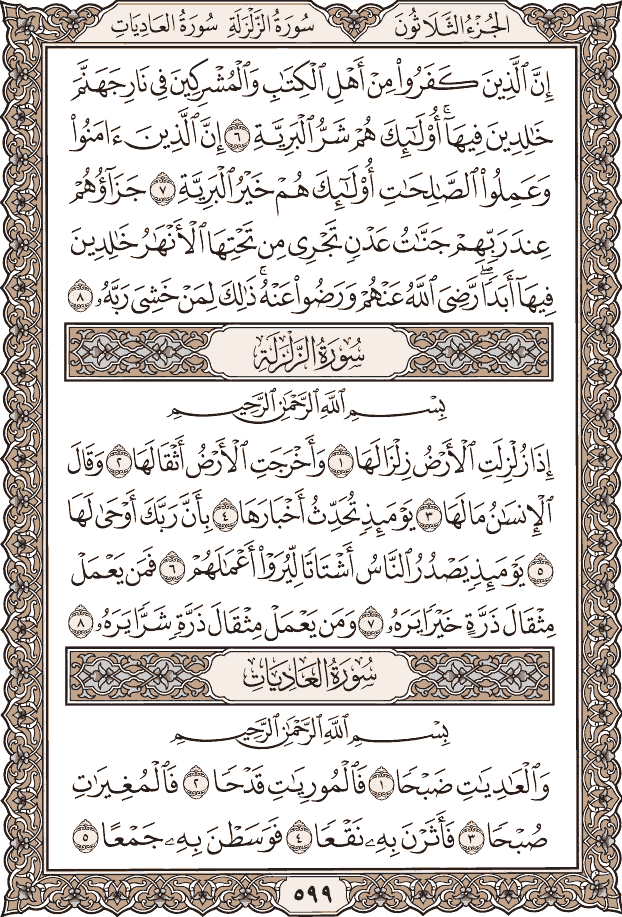 الجُزْءُ الثَّلَاثُونَ سُورَةُ الزَّلْزَلَةِ سُورَةُ العَادِيَاتِ
إِنَّ ٱلَّذِينَ كَفَرُواْ مِنْ أَهْلِ ٱلْكِتَٰبِ وَٱلْمُشْرِكِينَ فِي نَارِ جَهَنَّمَ
خَٰلِدِينَ فِيهَآۚ أُوْلَٰٓئِكَ هُمْ شَرُّ ٱلْبَرِيَّةِ ٦ إِنَّ ٱلَّذِينَ ءَامَنُواْ
وَعَمِلُواْ ٱلصَّٰلِحَٰتِ أُوْلَٰٓئِكَ هُمْ خَيْرُ ٱلْبَرِيَّةِ ٧ جَزَآؤُهُمْ
عِندَ رَبِّهِمْ جَنَّٰتُ عَدْنٖ تَجْرِي مِن تَحْتِهَا ٱلْأَنْهَٰرُ خَٰلِدِينَ
فِيهَآ أَبَدٗاۖ رَّضِيَ ٱللَّهُ عَنْهُمْ وَرَضُواْ عَنْهُۚ ذَٰلِكَ لِمَنْ خَشِيَ رَبَّهُۥ ٨
سُورَةُ الزَّلْزَلَةِ
بِسْمِ ٱللَّهِ ٱلرَّحْمَٰنِ ٱلرَّحِيمِ
إِذَا زُلْزِلَتِ ٱلْأَرْضُ زِلْزَالَهَا ١ وَأَخْرَجَتِ ٱلْأَرْضُ أَثْقَالَهَا ٢ وَقَالَ
ٱلْإِنسَٰنُ مَا لَهَا ٣ يَوْمَئِذٖ تُحَدِّثُ أَخْبَارَهَا ٤ بِأَنَّ رَبَّكَ أَوْحَىٰ لَهَا
٥ يَوْمَئِذٖ يَصْدُرُ ٱلنَّاسُ أَشْتَاتٗا لِّيُرَوْاْ أَعْمَٰلَهُمْ ٦ فَمَن يَعْمَلْ
مِثْقَالَ ذَرَّةٍ خَيْرٗا يَرَهُۥ ٧ وَمَن يَعْمَلْ مِثْقَالَ ذَرَّةٖ شَرّٗا يَرَهُۥ ٨
سُورَةُ العَادِيَاتِ
بِسْمِ ٱللَّهِ ٱلرَّحْمَٰنِ ٱلرَّحِيمِ
وَٱلْعَٰدِيَٰتِ ضَبْحٗا ١ فَٱلْمُورِيَٰتِ قَدْحٗا ٢ فَٱلْمُغِيرَٰتِ
صُبْحٗا ٣ فَأَثَرْنَ بِهِۦ نَقْعٗا ٤ فَوَسَطْنَ بِهِۦ جَمْعًا ٥
٥٩٩